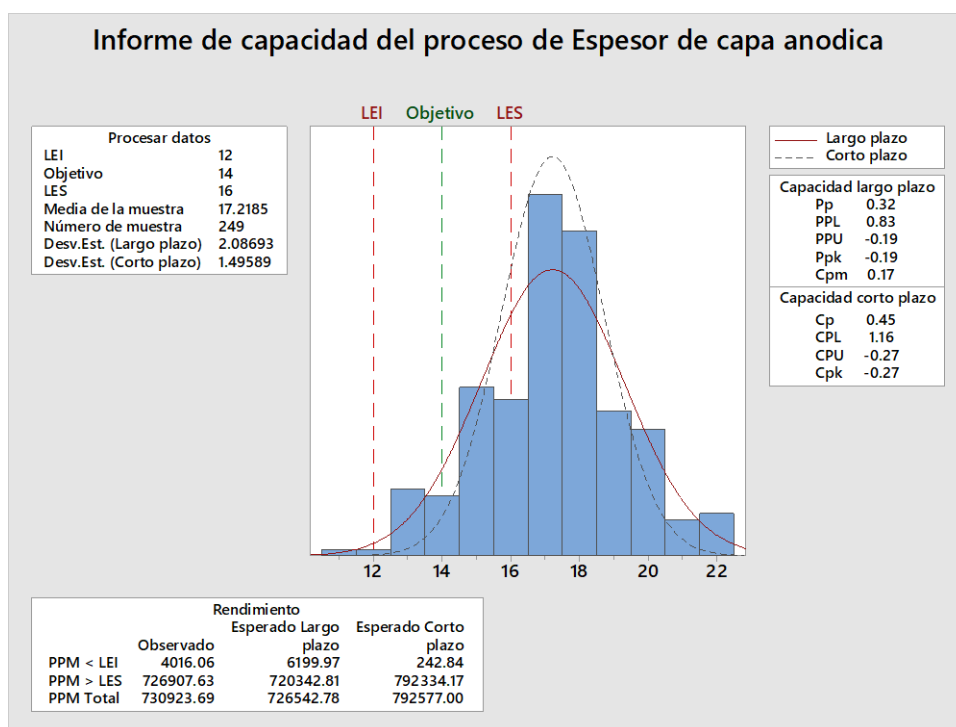 Informe de capacidad del proceso de Espesor de capa anodica
LEI Objetivo LES
Procesar datos
LEI 12
Objetivo 14
LES 16
Media de la muestra 17.2185
Número de muestra 249
Desv.Est. (Largo plazo) 2.08693
Desv.Est. (Corto plazo) 1.49589
Largo plazo
Corto plazo
Capacidad largo plazo
Pp 0.32
PPL 0.83
PPU -0.19
Ppk -0.19
Cpm 0.17
Capacidad corto plazo
Cp 0.45
CPL 1.16
CPU -0.27
Cpk -0.27
12 14 16 18 20 22
Rendimiento
Esperado Largo Esperado Corto
Observado plazo plazo
PPM < LEI 4016.06 6199.97 242.84
PPM > LES 726907.63 720342.81 792334.17
PPM Total 730923.69 726542.78 792577.00